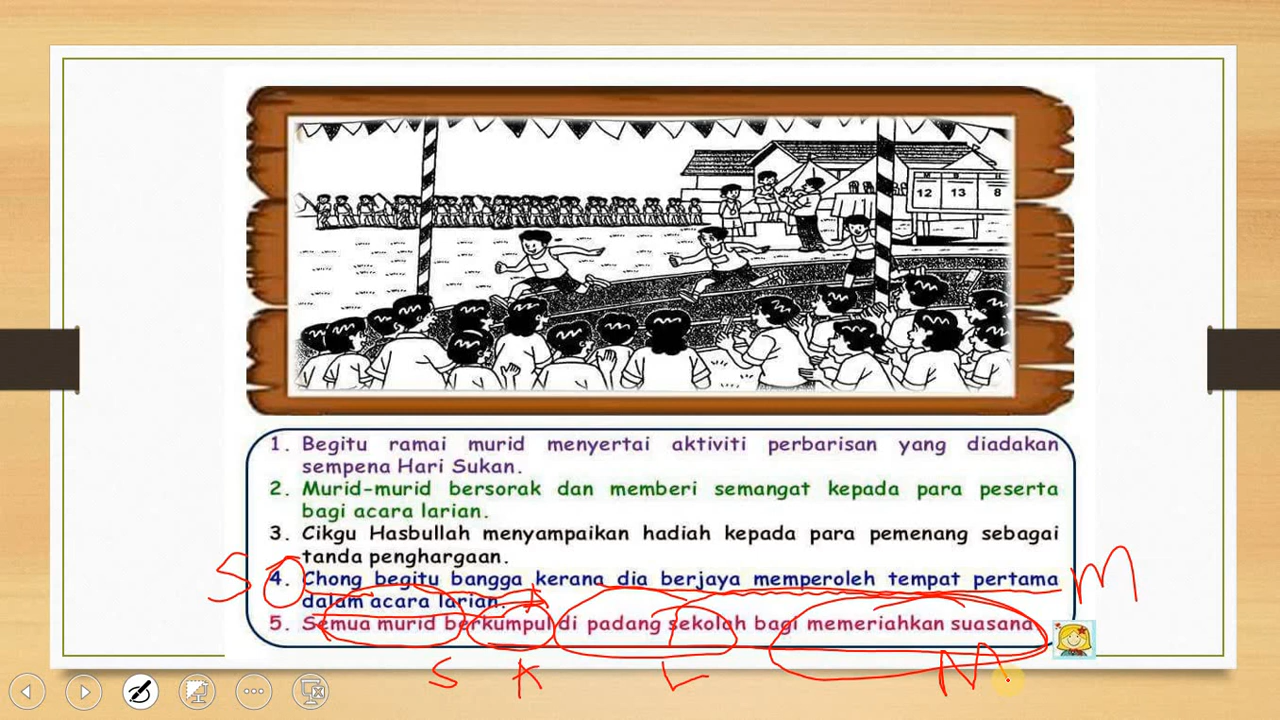 M
12 13 8
1. Begitu ramai murid menyertai aktiviti perbarisan yang diadakan
sempena Hari Sukan.
2. Murid-murid bersorak dan memberi semangat kepada para peserta
bagi acara larian.
3. Cikgu Hasbullah menyampaikan hadiah kepada para pemenang sebagai
tanda penghargaan.
S
4. Chong begitu bangga kerana dia berjaya memperoleh tempat pertama
M
dalam acara larian.
5. Semua murid berkumpul di padang sekolah bagi memeriahkan suasana
S K L M